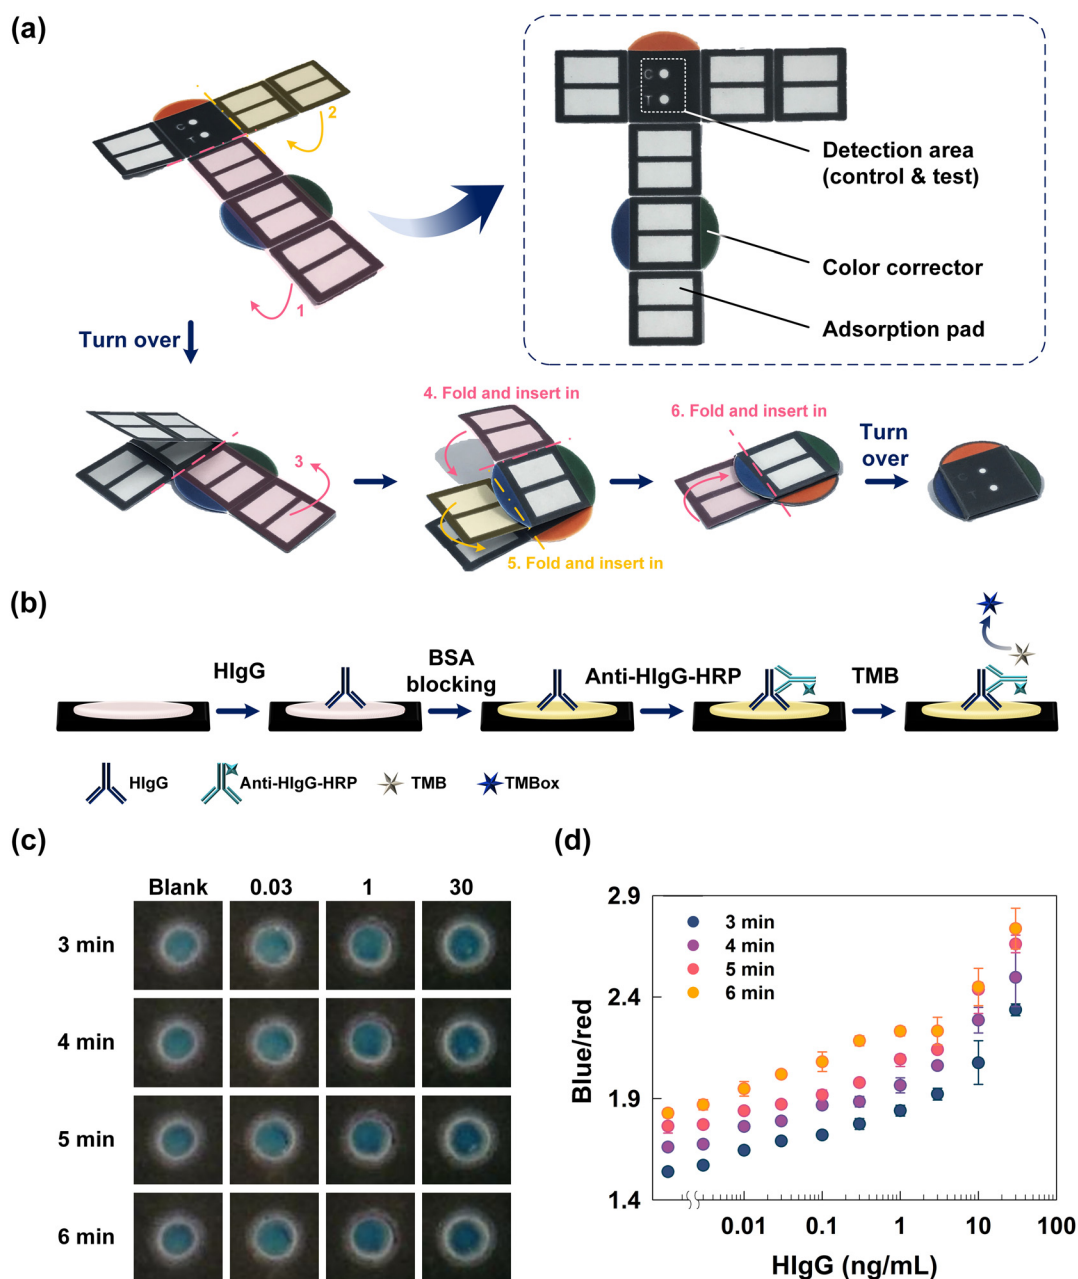 (a)
C
T
2
1
C
T
Detection area
(control & test)
Color corrector
Adsorption pad
Turn over
3
4. Fold and insert in
5. Fold and insert in
6. Fold and insert in
Turn
over
C
T
(b)
HIgG
BSA
blocking
Anti-HIgG-HRP
TMB
HIgG
Anti-HIgG-HRP
TMB
TMBox
(c)
Blank 0.03 1 30
3 min
4 min
5 min
6 min
(d)
2.9
2.4
1.9
1.4
Blue/red
3 min
4 min
5 min
6 min
0.01 0.1 1 10 100
HIgG (ng/mL)